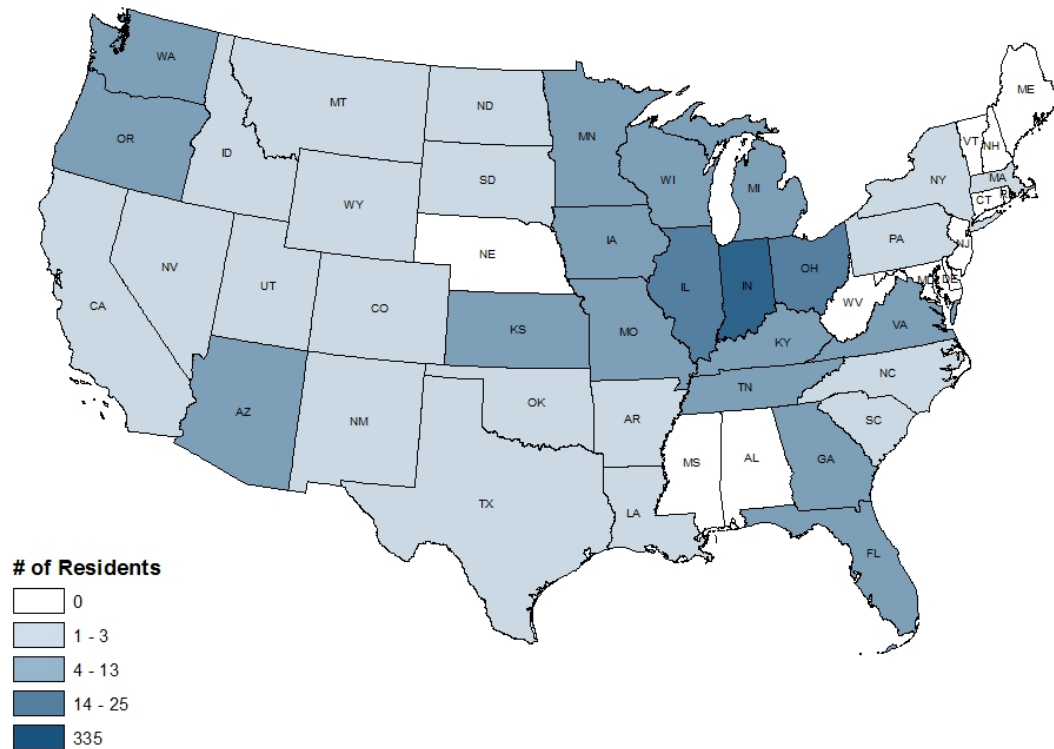 WA
MT
ND
MN
ME
VT
NH
OR
ID
SD
WI
MI
NY
MA
CT
WY
IA
NE
PA
NJ
NV
UT
CO
IL
IN
OH
MD
DE
WV
CA
KS
MO
KY
VA
AZ
NM
OK
AR
TN
NC
SC
MS
AL
GA
TX
LA
FL
# of Residents
0
1 - 3
4 - 13
14 - 25
335